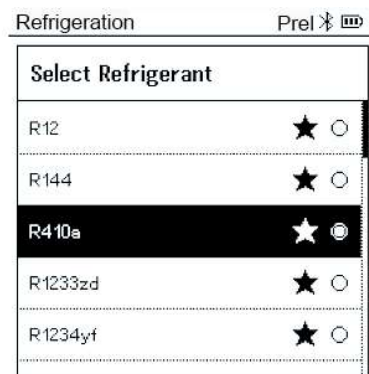 Refrigeration Prel
Select Refrigerant
R12
R144
R410a
R1233zd
R1234yf